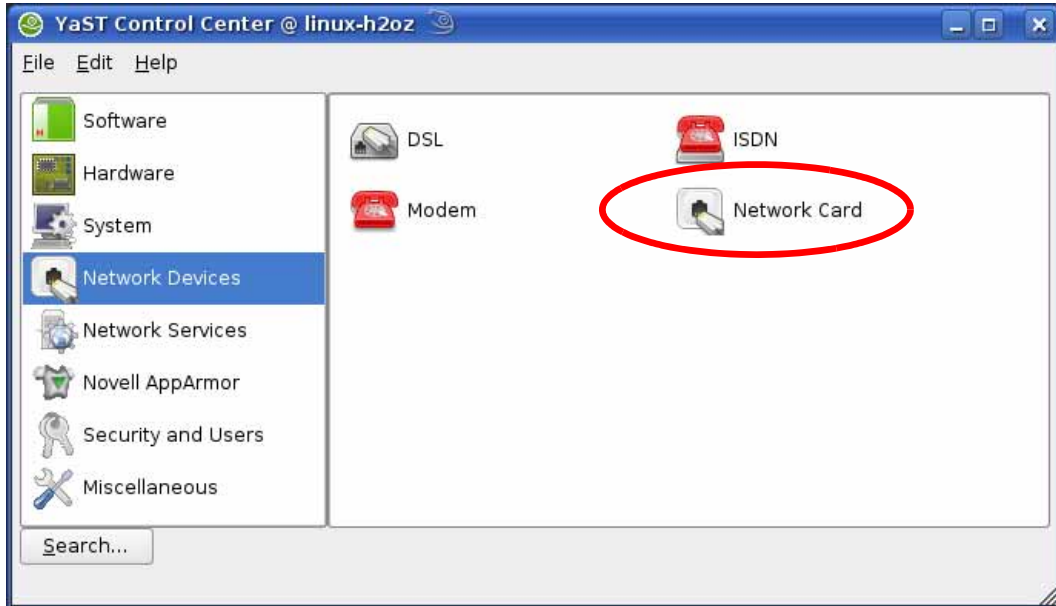 YaST Control Center @ linux-h2oz
File Edit Help
Software
Hardware
System
Network Devices
Network Services
Novell AppArmor
Security and Users
Miscellaneous
DSL
ISDN
Modem
Network Card
Search...